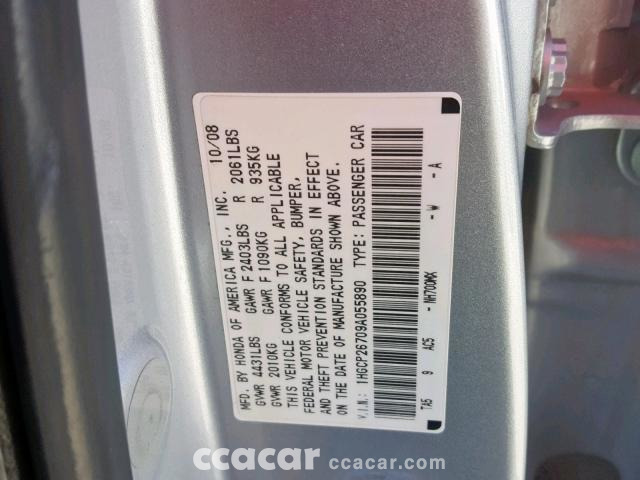 MFD. BY HONDA OF AMERICA MFG., INC. 10/08
GVWR 4431LBS GAWR F 2403LBS R 2061LBS
GVWR 2010KG GAWR F 1090KG R 935KG
THIS VEHICLE CONFORMS TO ALL APPLICABLE
FEDERAL MOTOR VEHICLE SAFETY, BUMPER,
AND THEFT PREVENTION STANDARDS IN EFFECT
ON THE DATE OF MANUFACTURE SHOWN ABOVE.
V.I.N.: 1HGCP26709A055890 TYPE: PASSENGER CAR
TA5 9 AC5 - NH700MX - W - A
ccacar ccacar.com